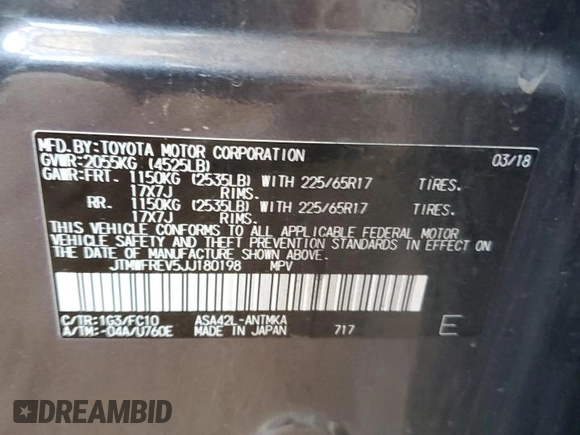 MFD. BY: TOYOTA MOTOR CORPORATION 03/18
GVWR: 2055KG (4525LB)
GAWR: FRT. 1150KG (2535LB) WITH 225/65R17 TIRES.
17X7J RIMS.
RR. 1150KG (2535LB) WITH 225/65R17 TIRES.
17X7J RIMS.
THIS VEHICLE CONFORMS TO ALL APPLICABLE FEDERAL MOTOR
VEHICLE SAFETY AND THEFT PREVENTION STANDARDS IN EFFECT ON
THE DATE OF MANUFACTURE SHOWN ABOVE.
JTMWFREV5JJ180198 MPV
C/TR: 1G3/FC10 ASA42L-ANTMKA
A/TM: -04A/U760E MADE IN JAPAN 717 E
DREAMBID